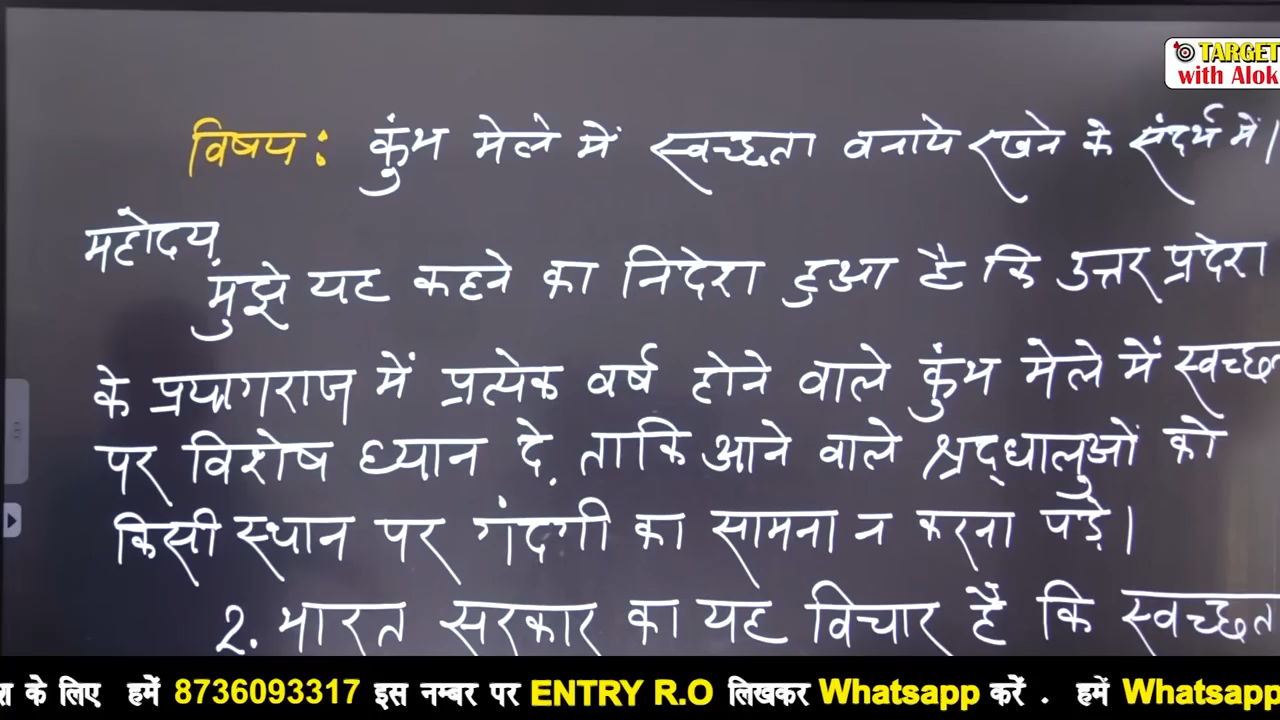 TARGET
with Alok
विषय : कुंभ मेले में स्वच्छता बनाये रखने के संदर्भ में।
महोदय,
मुझे यह कहने का निदेश हुआ है कि उत्तर प्रदेश
के प्रयागराज में प्रत्येक वर्ष होने वाले कुंभ मेले में स्वच्छ
पर विशेष ध्यान दे, ताकि आने वाले श्रद्धालुओं को
किसी स्थान पर गंदगी का सामना न करना पड़े।
2. भारत सरकार का यह विचार है कि स्वच्छत
के लिए हमें 8736093317 इस नम्बर पर ENTRY R.O लिखकर Whatsapp करें . हमें Whatsapp